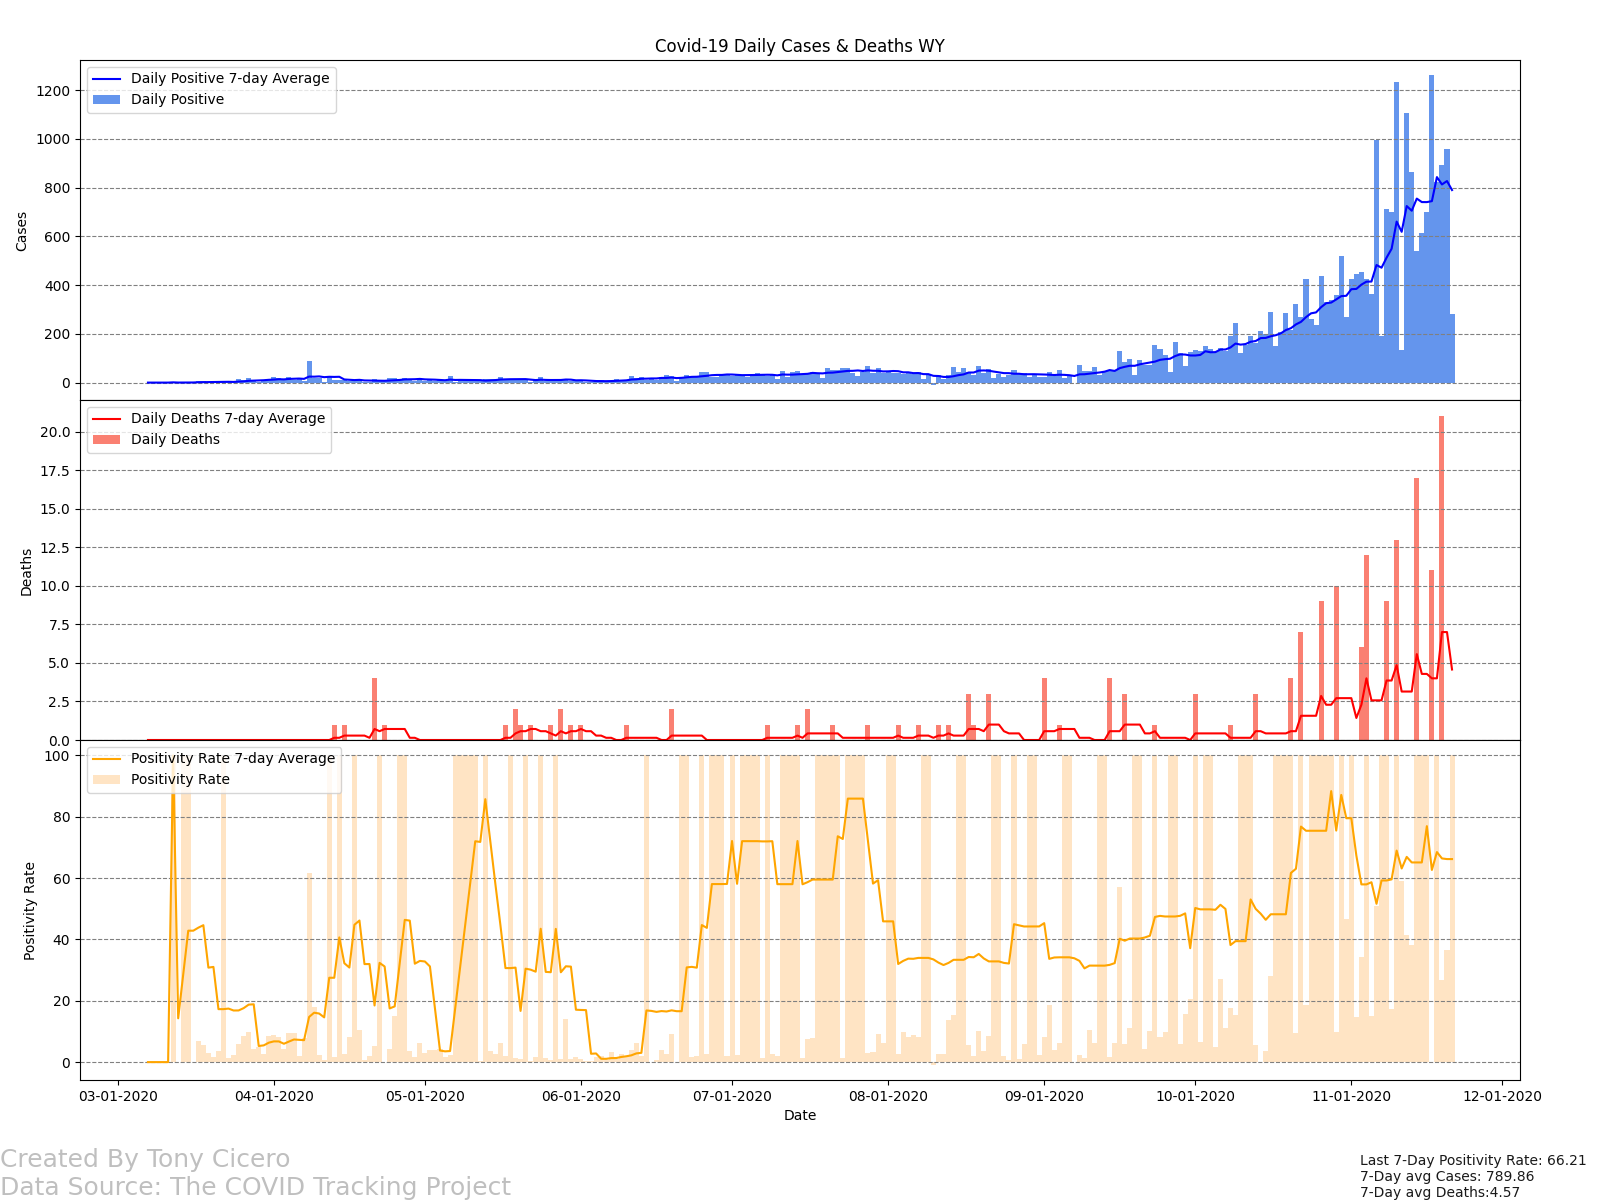 Covid-19 Daily Cases & Deaths WY
Daily Positive 7-day Average
Daily Positive
1200
1000
800
600
400
200
0
Cases
Daily Deaths 7-day Average
Daily Deaths
20.0
17.5
15.0
12.5
10.0
7.5
5.0
2.5
0.0
Deaths
Positivity Rate 7-day Average
Positivity Rate
100
80
60
40
20
0
Positivity Rate
03-01-2020 04-01-2020 05-01-2020 06-01-2020 07-01-2020 08-01-2020 09-01-2020 10-01-2020 11-01-2020 12-01-2020
Date
Created By Tony Cicero
Data Source: The COVID Tracking Project
Last 7-Day Positivity Rate: 66.21
7-Day avg Cases: 789.86
7-Day avg Deaths:4.57